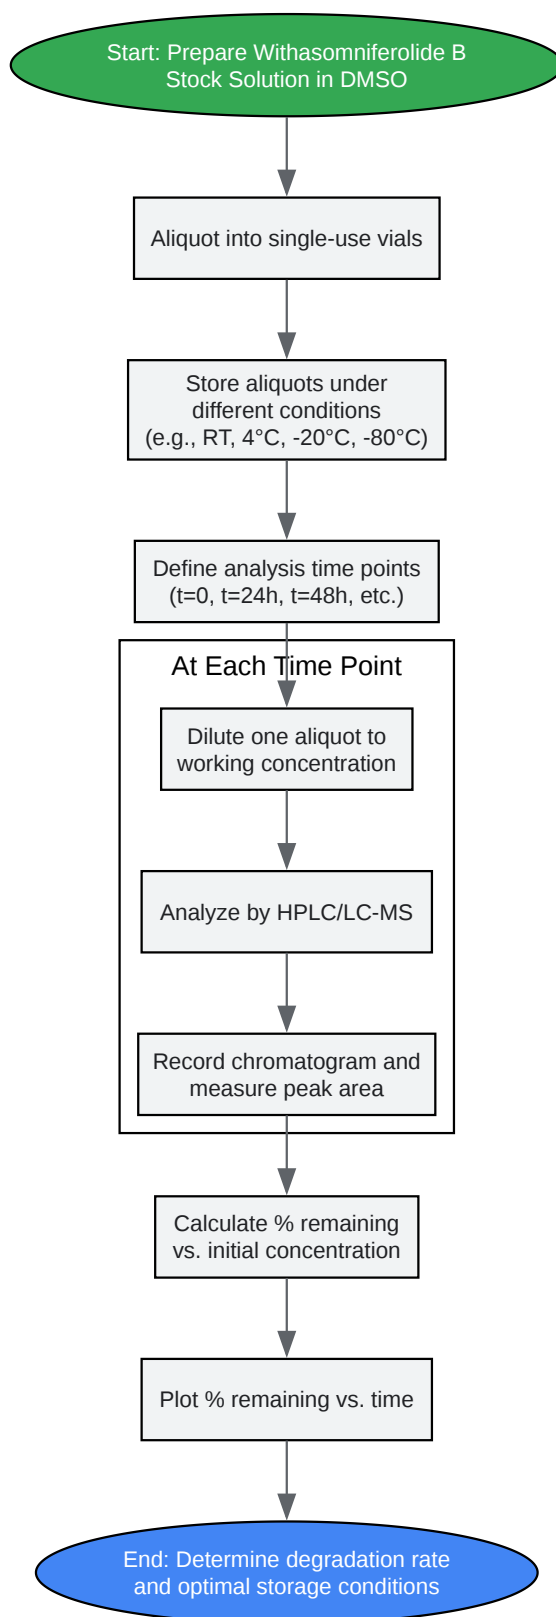 Start: Prepare Withasomniferolide B
Stock Solution in DMSO
Aliquot into single-use vials
Store aliquots under
different conditions
(e.g., RT, 4°C, -20°C, -80°C)
Define analysis time points
(t=0, t=24h, t=48h, etc.)
At Each Time Point
Dilute one aliquot to
working concentration
Analyze by HPLC/LC-MS
Record chromatogram and
measure peak area
Calculate % remaining
vs. initial concentration
Plot % remaining vs. time
End: Determine degradation rate
and optimal storage conditions